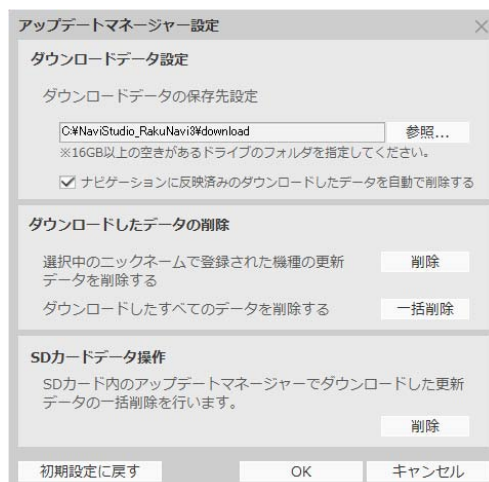 アップデートマネージャー設定
ダウンロードデータ設定
ダウンロードデータの保存先設定
C:¥NaviStudio_RakuNavi3¥download
参照...
※16GB以上の空きがあるドライブのフォルダを指定してください。
ナビゲーションに反映済みのダウンロードしたデータを自動で削除する
ダウンロードしたデータの削除
選択中のニックネームで登録された機種の更新
データを削除する
削除
ダウンロードしたすべてのデータを削除する
一括削除
SDカードデータ操作
SDカード内のアップデートマネージャーでダウンロードした更新
データの一括削除を行います。
削除
初期設定に戻す
OK
キャンセル